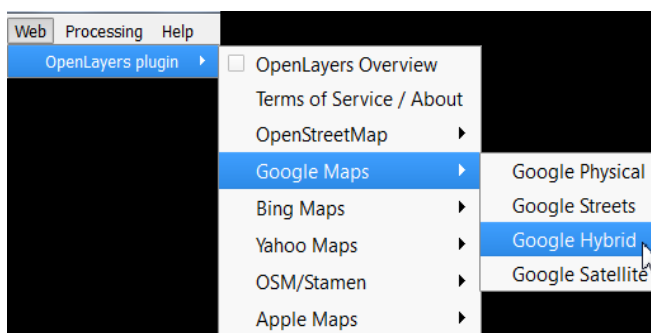 Web Processing Help
OpenLayers plugin
OpenLayers Overview
Terms of Service / About
OpenStreetMap
Google Maps
Bing Maps
Yahoo Maps
OSM/Stamen
Apple Maps
Google Physical
Google Streets
Google Hybrid
Google Satellite